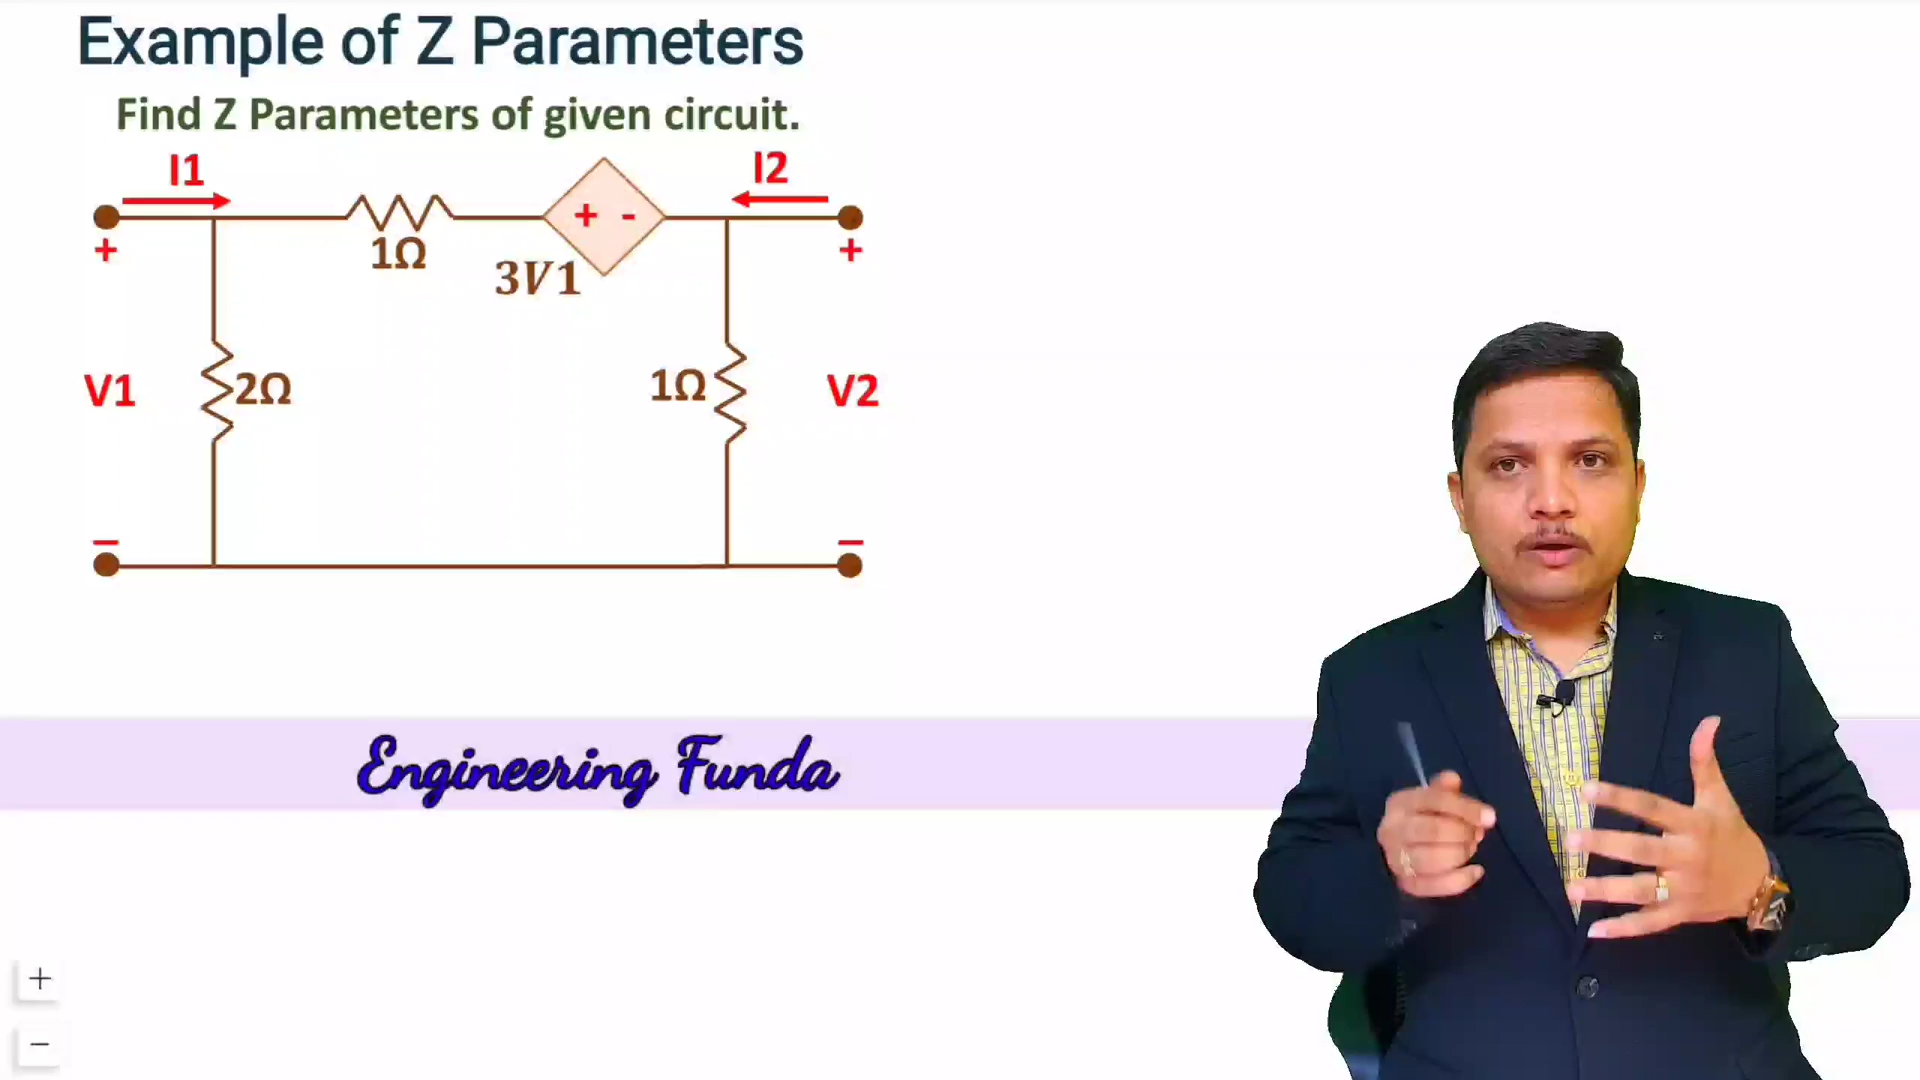 Example of Z Parameters
Find Z Parameters of given circuit.
I1
I2
+ -
+
+
1Ω
3V1
V1
2Ω
1Ω
V2
–
–
Engineering Funda
+
−